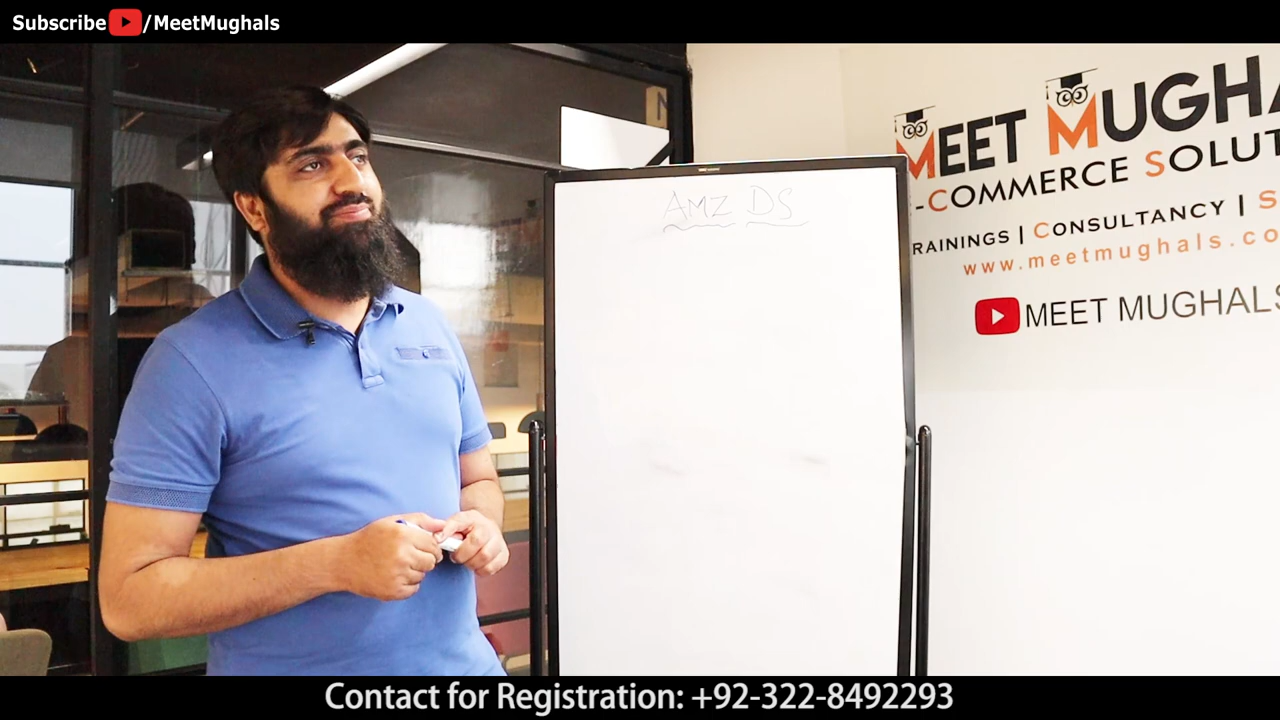 Subscribe /MeetMughals
AMZ DS
MEET MUGHA
-COMMERCE SOLUT
RAININGS | CONSULTANCY | S
www.meetmughals.co
MEET MUGHALS
Contact for Registration: +92-322-8492293